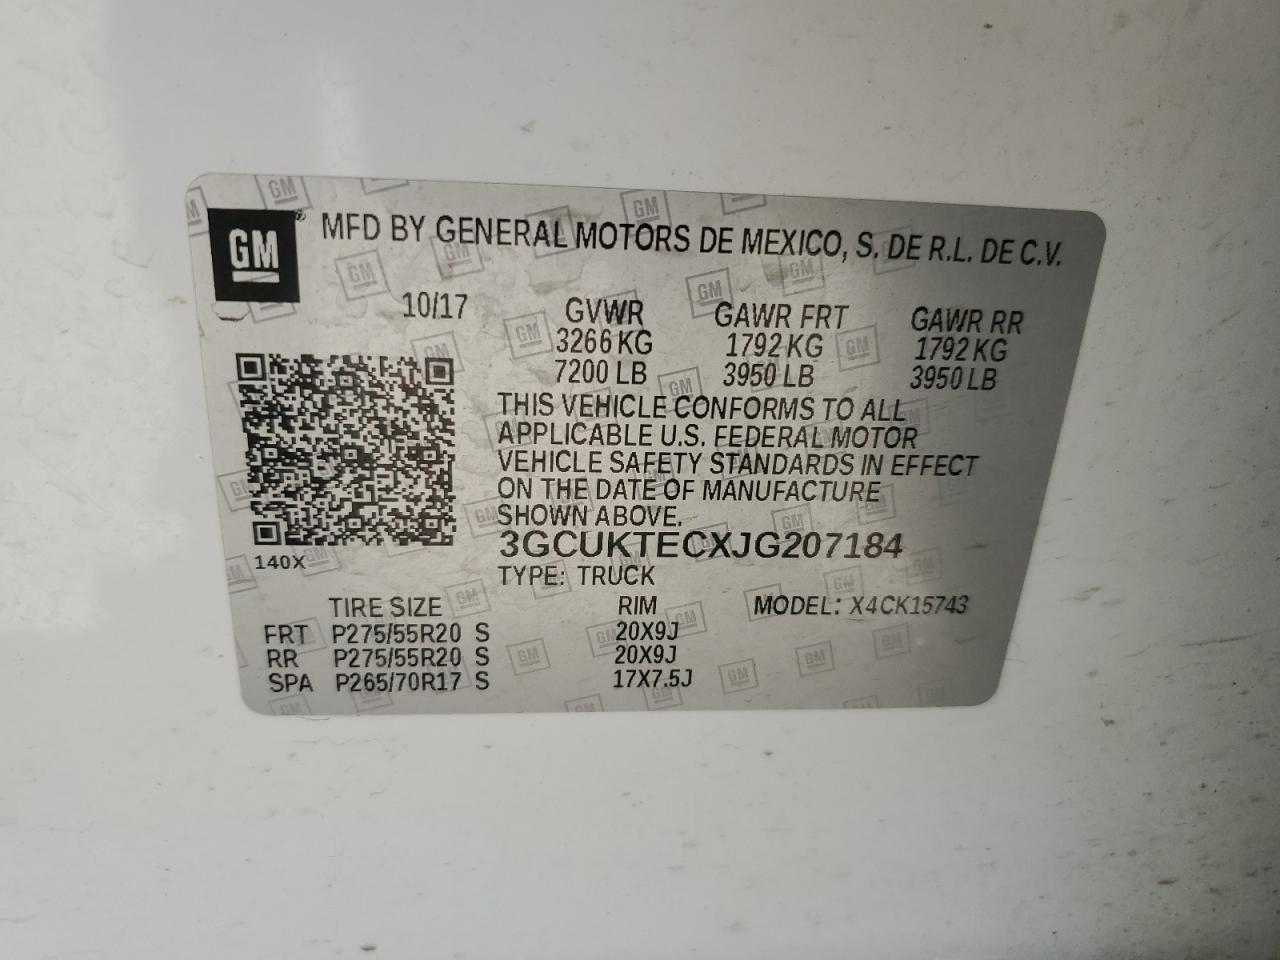 GM® MFD BY GENERAL MOTORS DE MEXICO, S. DE R.L. DE C.V.
10/17 GVWR GAWR FRT GAWR RR
3266 KG 1792 KG 1792 KG
7200 LB 3950 LB 3950 LB
THIS VEHICLE CONFORMS TO ALL
APPLICABLE U.S. FEDERAL MOTOR
VEHICLE SAFETY STANDARDS IN EFFECT
ON THE DATE OF MANUFACTURE
SHOWN ABOVE.
3GCUKTECXJG207184
140X
TYPE: TRUCK
TIRE SIZE RIM MODEL: X4CK15743
FRT P275/55R20 S 20X9J
RR P275/55R20 S 20X9J
SPA P265/70R17 S 17X7.5J